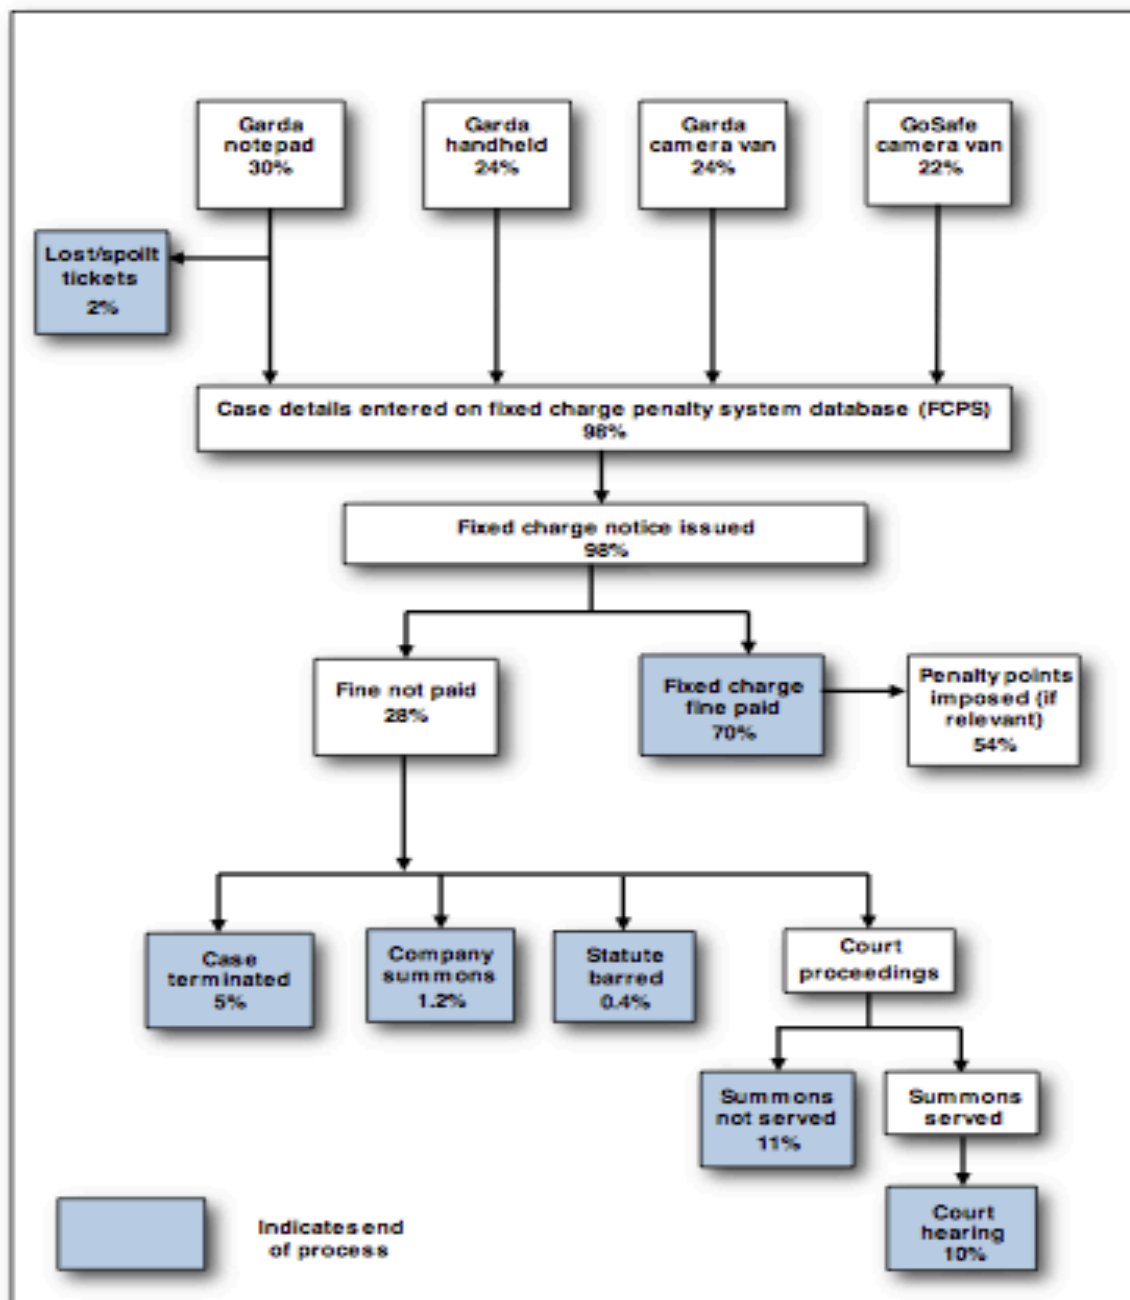 Garda
notepad
30%
Garda
handheld
24%
Garda
camera van
24%
GoSafe
camera van
22%
Lost/spoilt
tickets
2%
Case details entered on fixed charge penalty system database (FCPS)
98%
Fixed charge notice issued
98%
Fine not paid
28%
Fixed charge
fine paid
70%
Penalty points
imposed (if
relevant)
54%
Case
terminated
5%
Company
summons
1.2%
Statute
barred
0.4%
Court
proceedings
Summons
not served
11%
Summons
served
Court
hearing
10%
Indicates end
of process